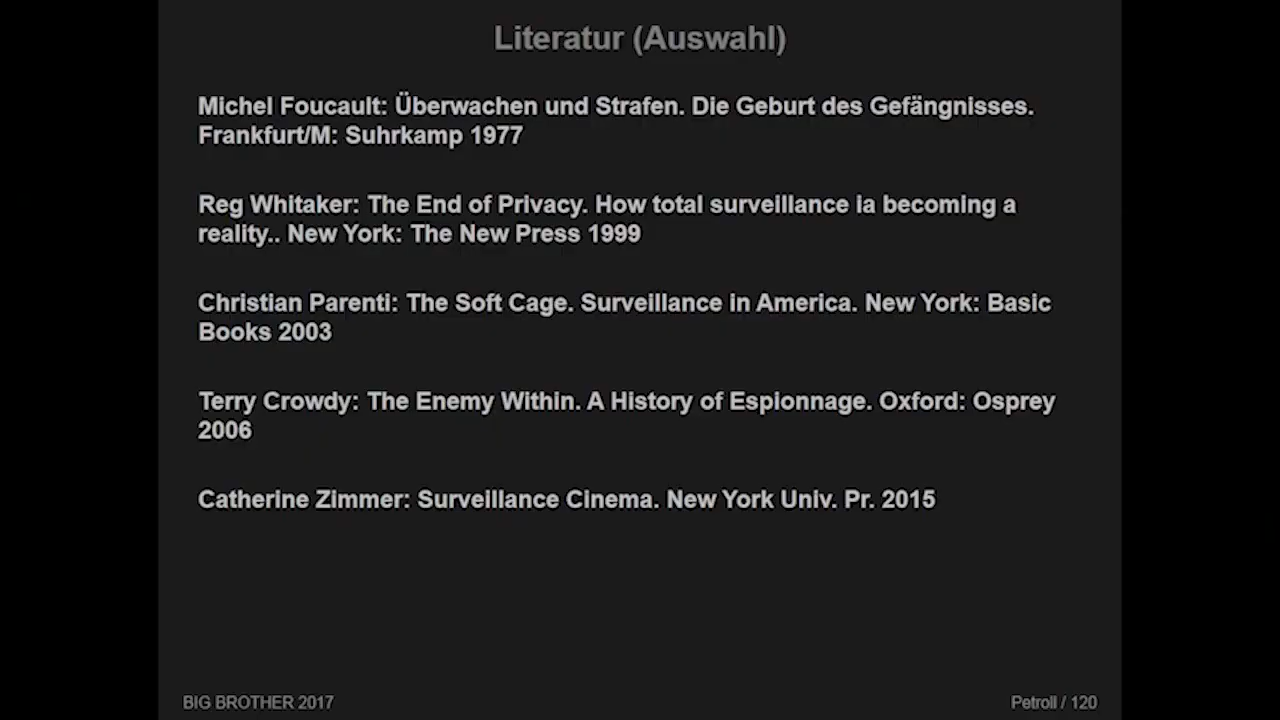 Literatur (Auswahl)
Michel Foucault: Überwachen und Strafen. Die Geburt des Gefängnisses.
Frankfurt/M: Suhrkamp 1977
Reg Whitaker: The End of Privacy. How total surveillance ia becoming a
reality.. New York: The New Press 1999
Christian Parenti: The Soft Cage. Surveillance in America. New York: Basic
Books 2003
Terry Crowdy: The Enemy Within. A History of Espionnage. Oxford: Osprey
2006
Catherine Zimmer: Surveillance Cinema. New York Univ. Pr. 2015
BIG BROTHER 2017
Petroll / 120